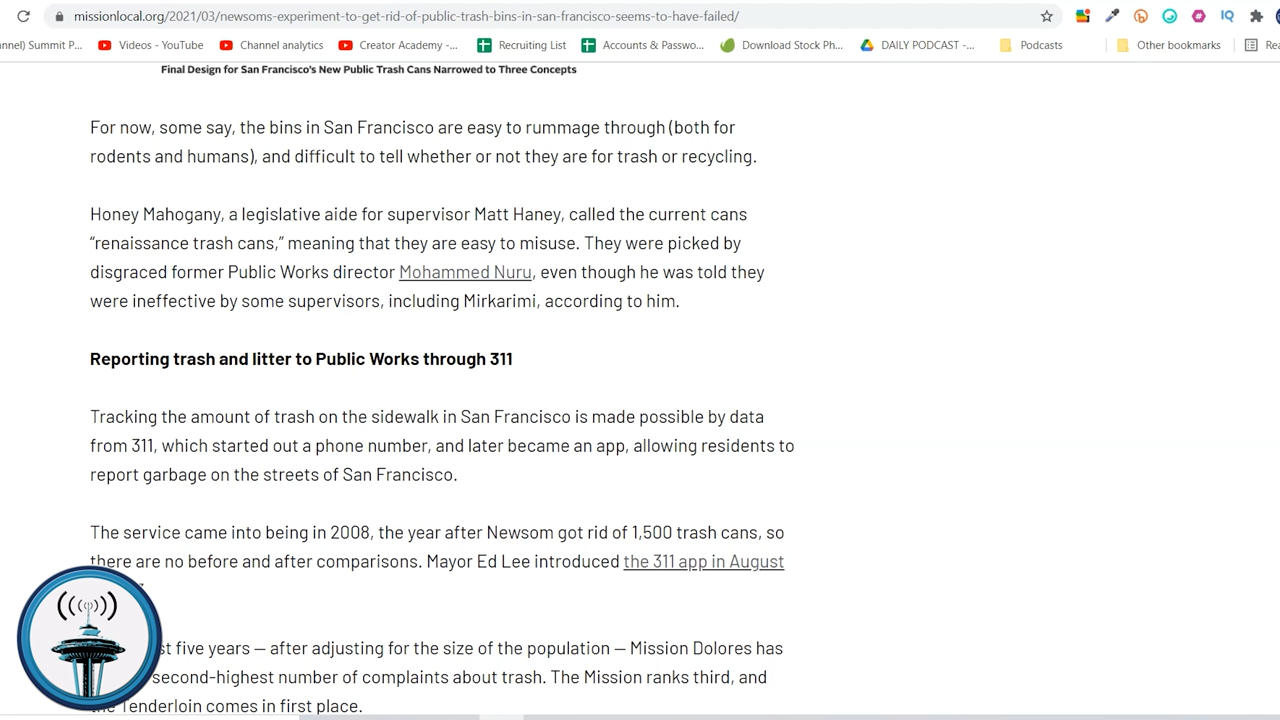 missionlocal.org/2021/03/newsoms-experiment-to-get-rid-of-public-trash-bins-in-san-francisco-seems-to-have-failed/
nnel) Summit P... Videos - YouTube Channel analytics Creator Academy -... Recruiting List Accounts & Passwo... Download Stock Ph... DAILY PODCAST -... Podcasts Other bookmarks Rea
Final Design for San Francisco's New Public Trash Cans Narrowed to Three Concepts
For now, some say, the bins in San Francisco are easy to rummage through (both for
rodents and humans), and difficult to tell whether or not they are for trash or recycling.
Honey Mahogany, a legislative aide for supervisor Matt Haney, called the current cans
“renaissance trash cans,” meaning that they are easy to misuse. They were picked by
disgraced former Public Works director Mohammed Nuru, even though he was told they
were ineffective by some supervisors, including Mirkarimi, according to him.
Reporting trash and litter to Public Works through 311
Tracking the amount of trash on the sidewalk in San Francisco is made possible by data
from 311, which started out a phone number, and later became an app, allowing residents to
report garbage on the streets of San Francisco.
The service came into being in 2008, the year after Newsom got rid of 1,500 trash cans, so
there are no before and after comparisons. Mayor Ed Lee introduced the 311 app in August
st five years — after adjusting for the size of the population — Mission Dolores has
second-highest number of complaints about trash. The Mission ranks third, and
the Tenderloin comes in first place.